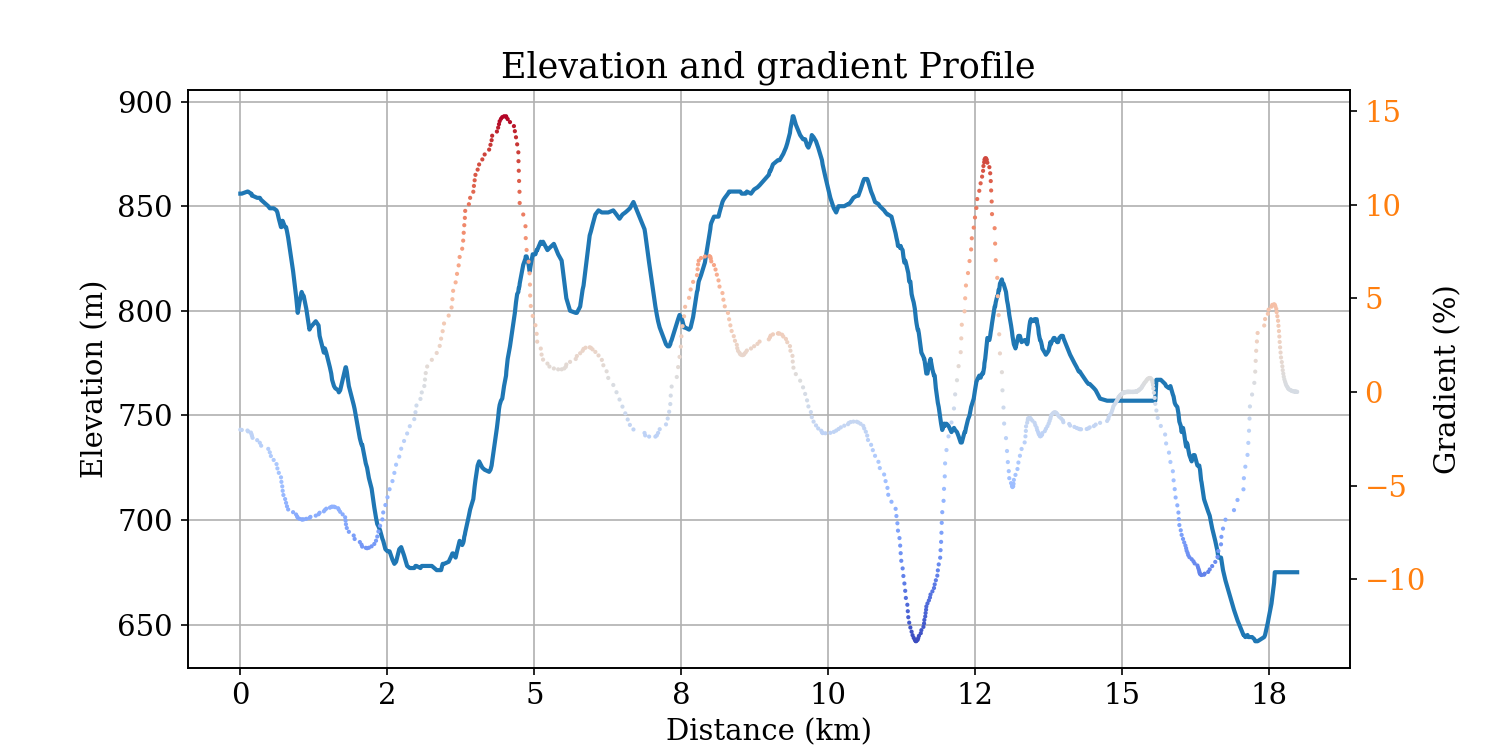 Elevation and gradient Profile
900
850
800
750
700
650
Elevation (m)
15
10
5
0
−5
−10
Gradient (%)
0 2 5 8 10 12 15 18
Distance (km)